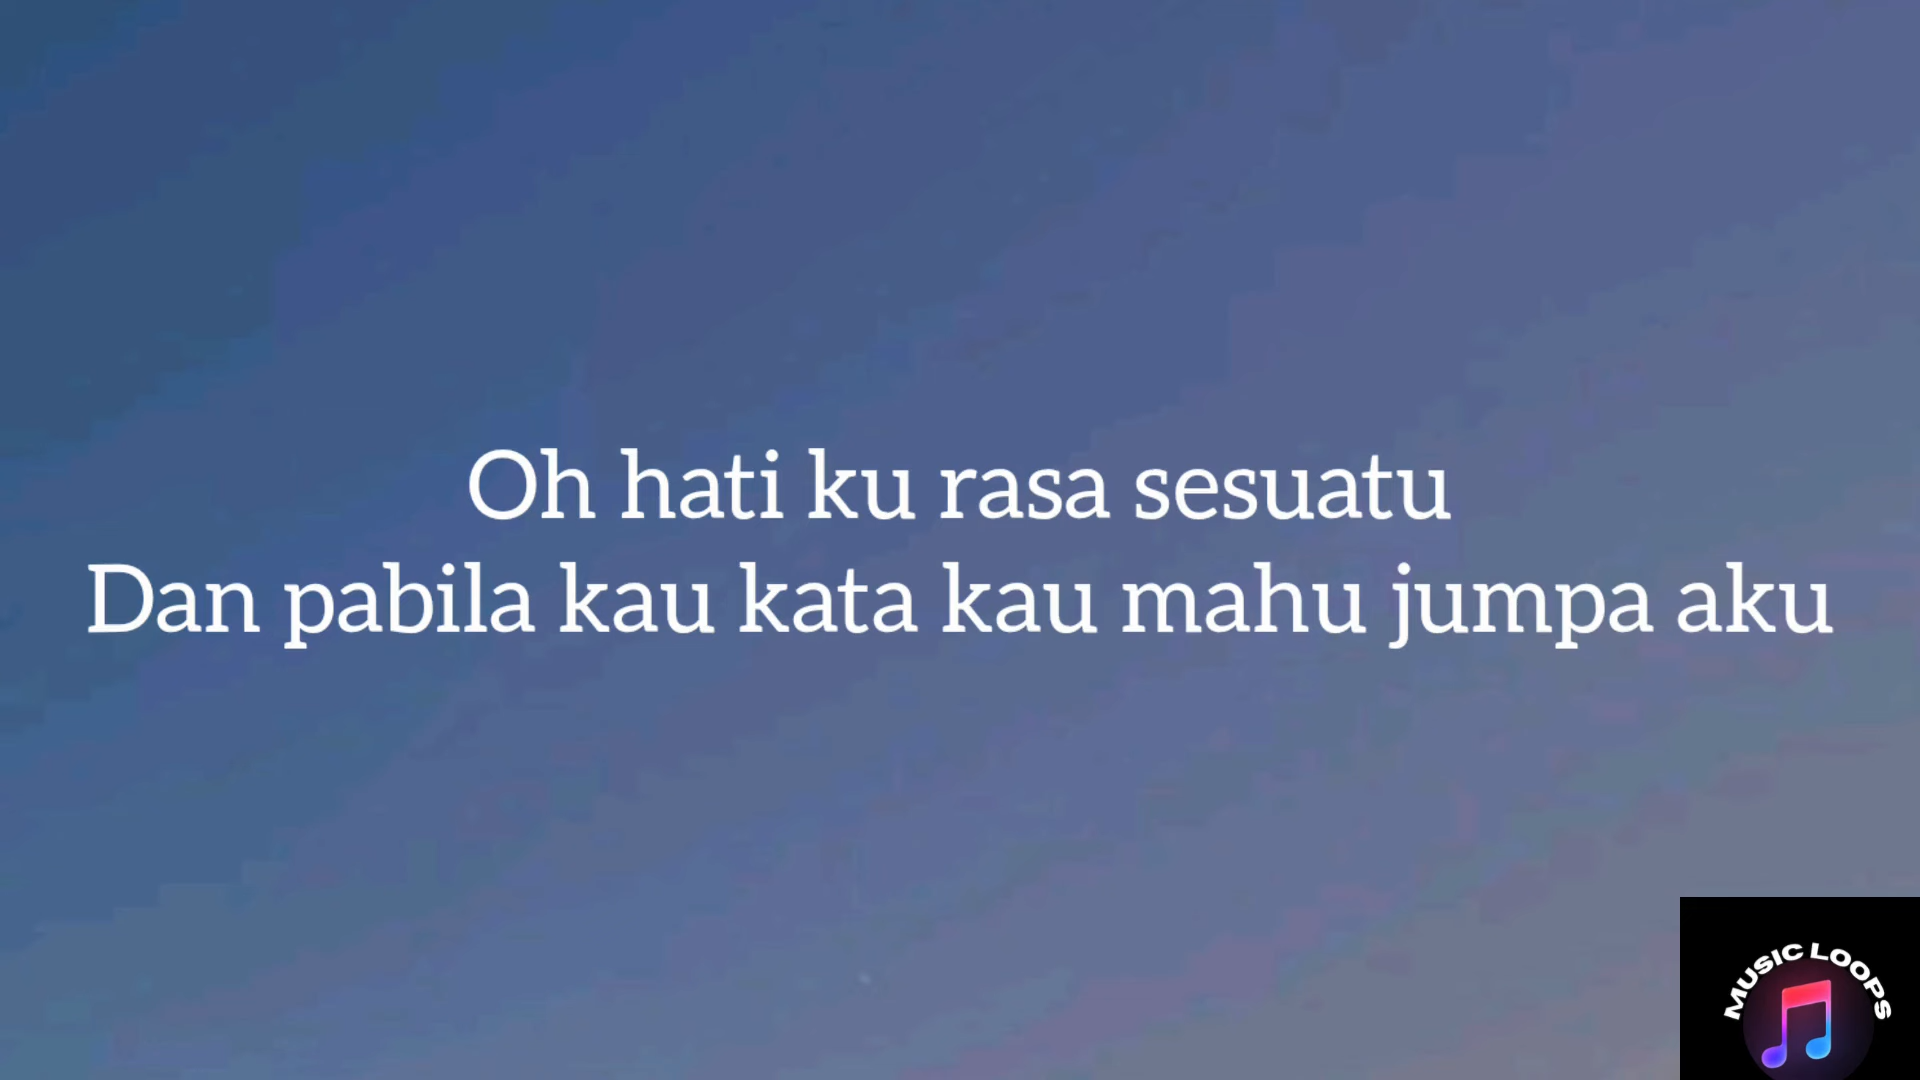 Oh hati ku rasa sesuatu
Dan pabila kau kata kau mahu jumpa aku
MUSIC LOOPS